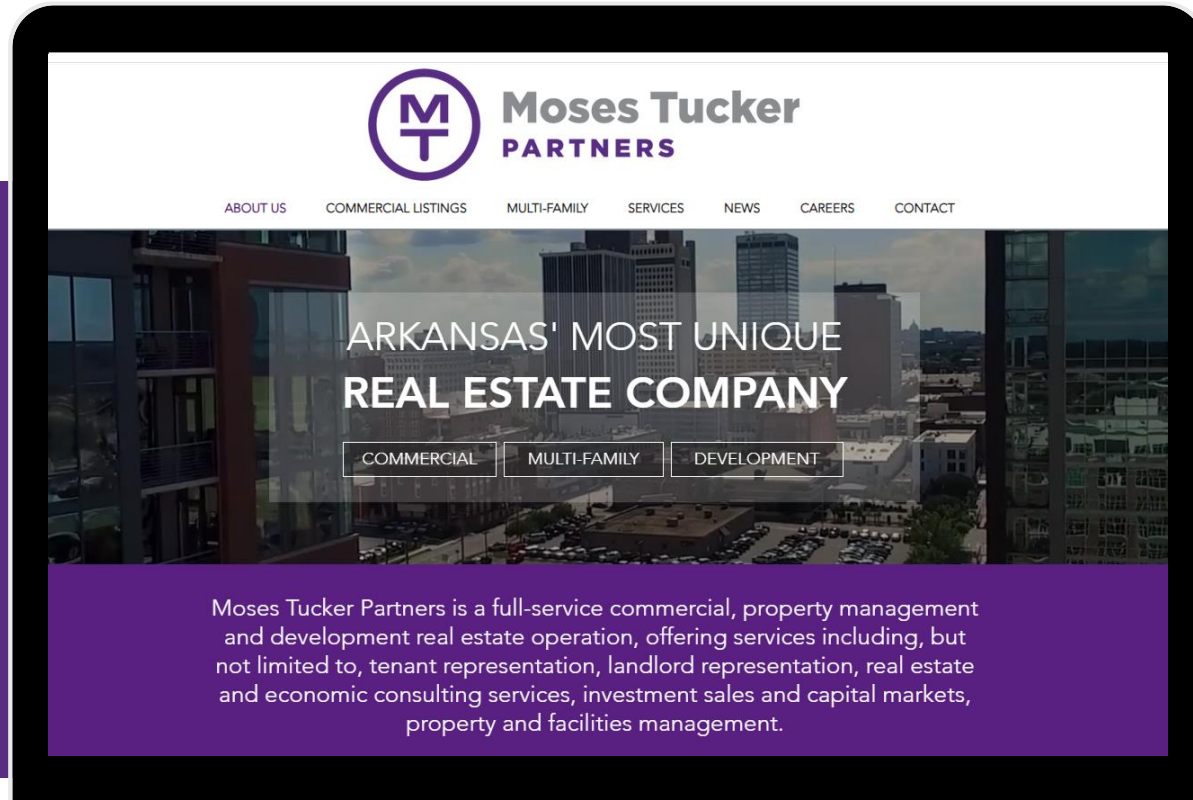 MT
Moses Tucker
PARTNERS
ABOUT US COMMERCIAL LISTINGS MULTI-FAMILY SERVICES NEWS CAREERS CONTACT
ARKANSAS' MOST UNIQUE
REAL ESTATE COMPANY
COMMERCIAL MULTI-FAMILY DEVELOPMENT
Moses Tucker Partners is a full-service commercial, property management
and development real estate operation, offering services including, but
not limited to, tenant representation, landlord representation, real estate
and economic consulting services, investment sales and capital markets,
property and facilities management.